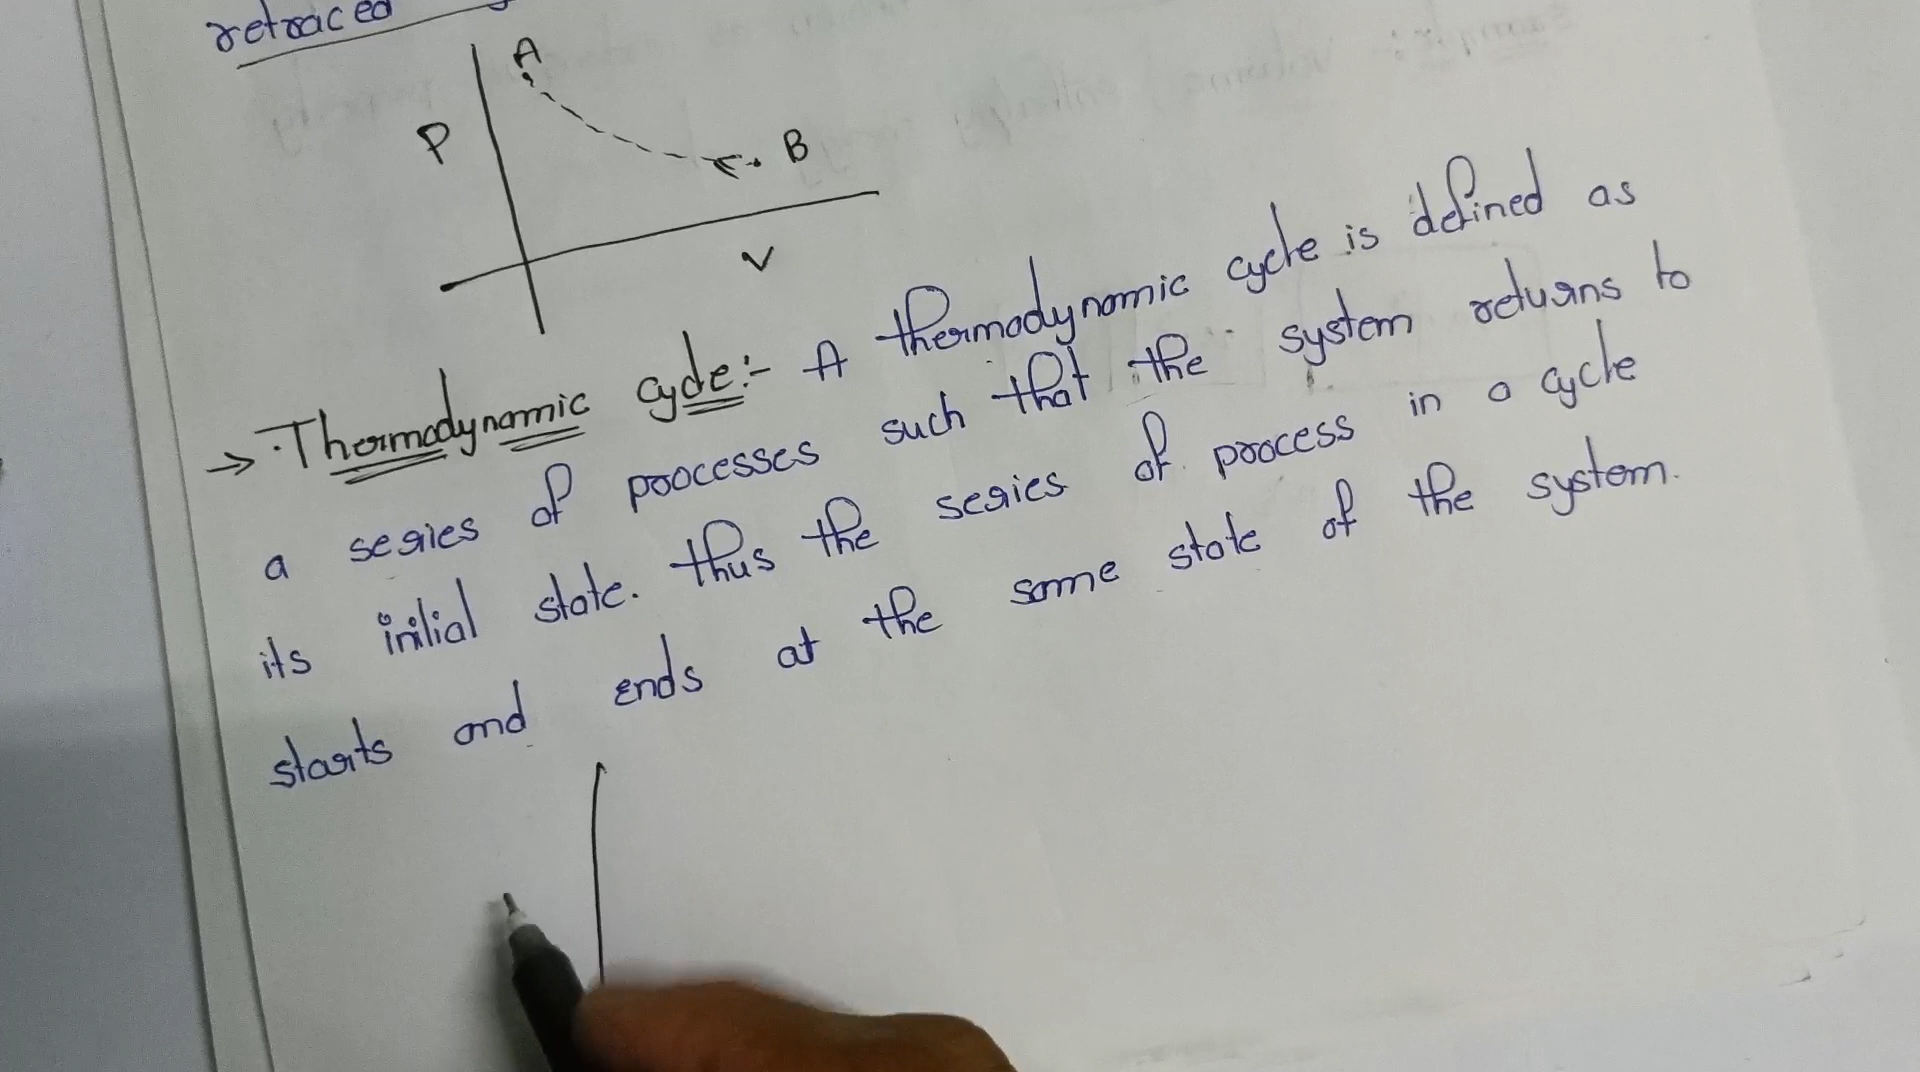 retraced
A
P
B
V
→ Thermodynamic cycle:- A thermodynamic cycle is defined as
a series of processes such that the system returns to
its initial state. thus the series of process in a cycle
starts and ends at the same state of the system.